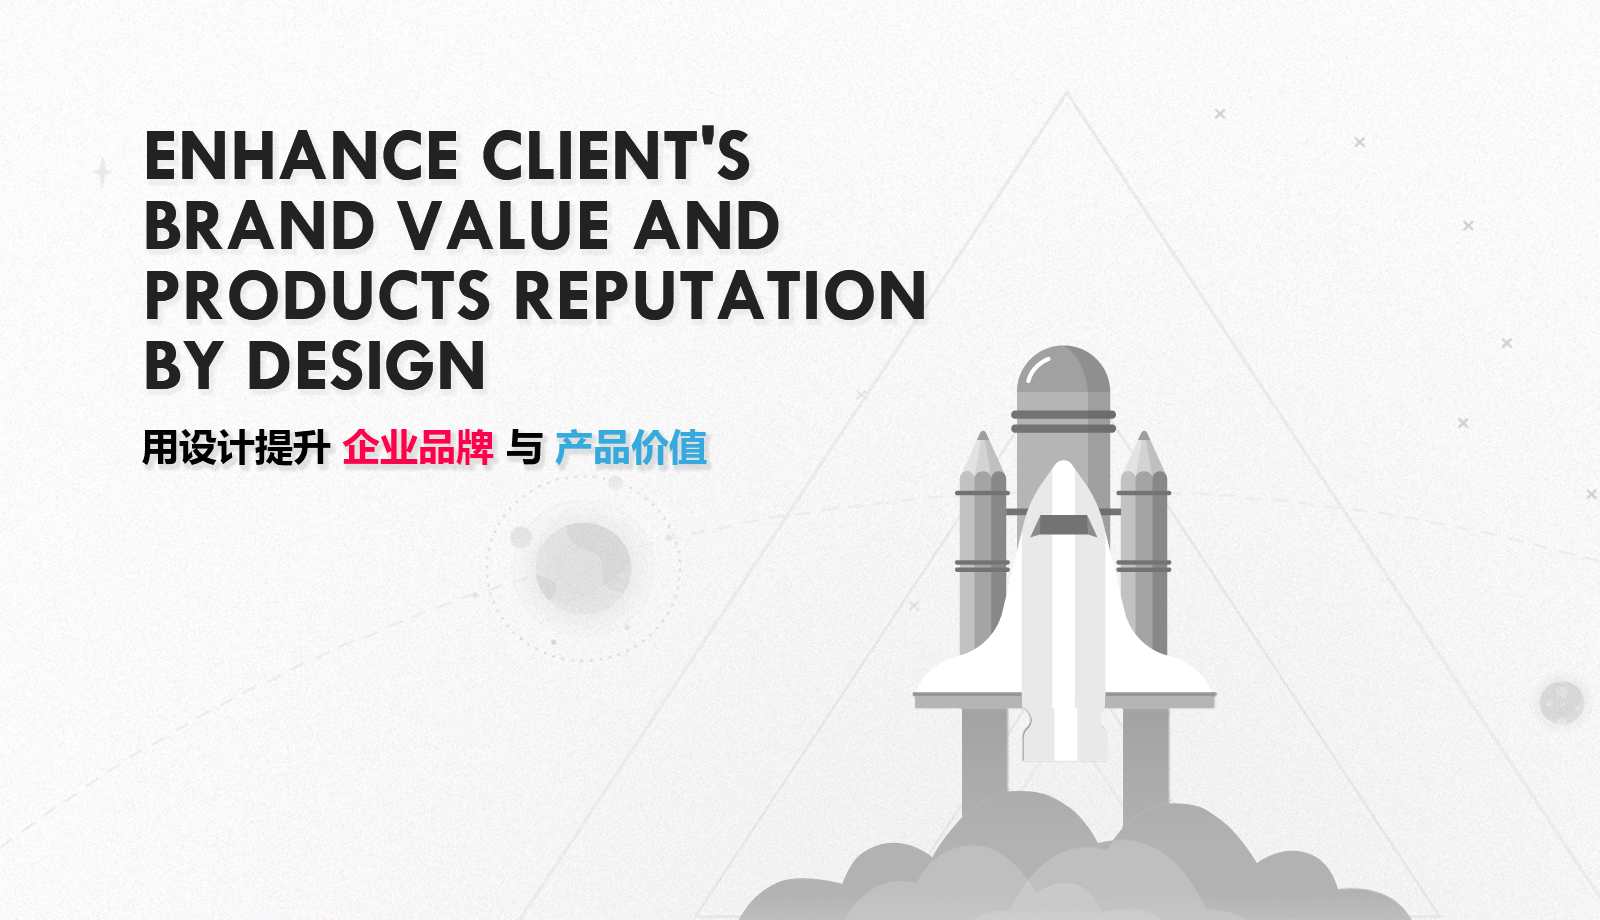 ENHANCE CLIENT'S
BRAND VALUE AND
PRODUCTS REPUTATION
BY DESIGN
用设计提升 企业品牌 与 产品价值